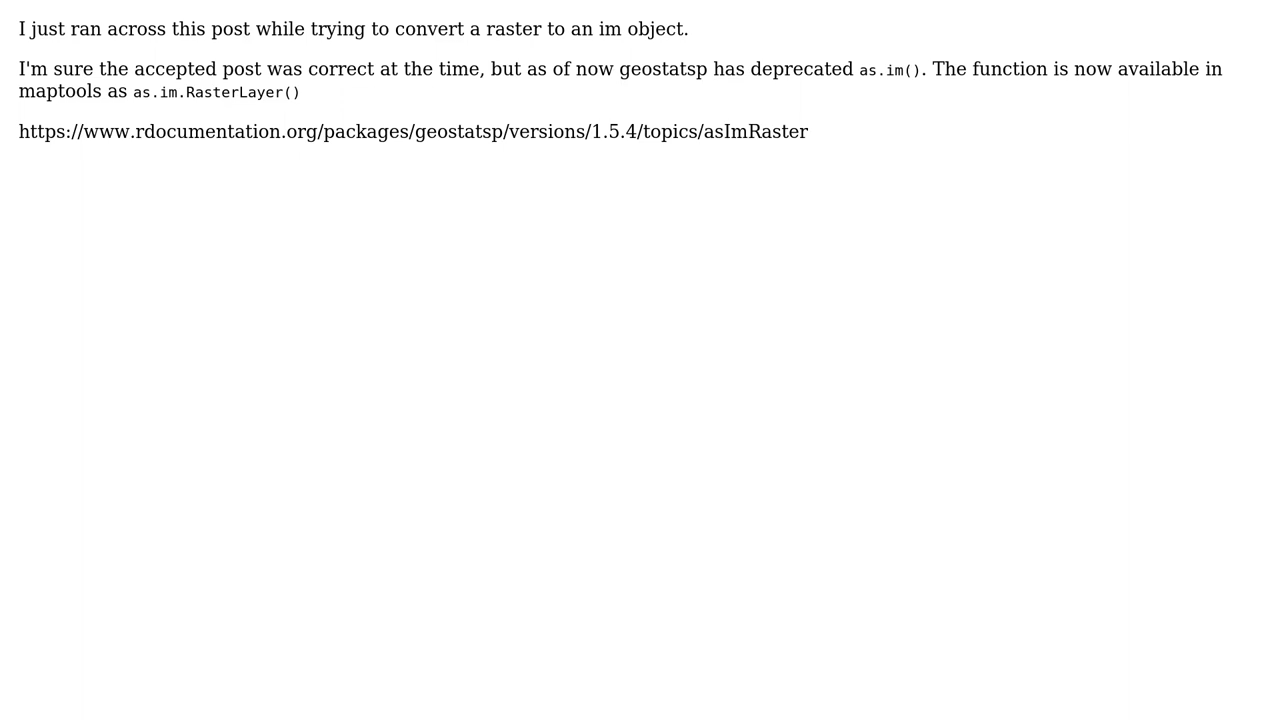 I just ran across this post while trying to convert a raster to an im object.
I'm sure the accepted post was correct at the time, but as of now geostatsp has deprecated as.im(). The function is now available in
maptools as as.im.RasterLayer()
https://www.rdocumentation.org/packages/geostatsp/versions/1.5.4/topics/asImRaster